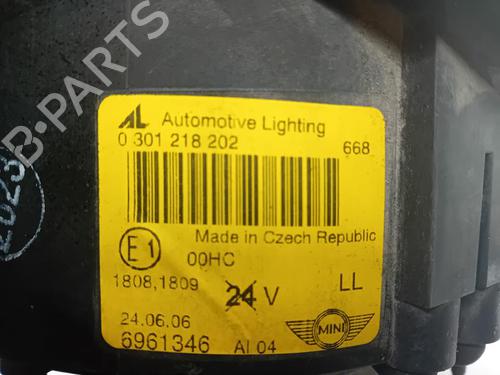 AL Automotive Lighting
0 301 218 202
668
Made in Czech Republic
E1
00HC
1808,1809
24 V
LL
24.06.06
MINI
6961346 AI 04
B-PARTS